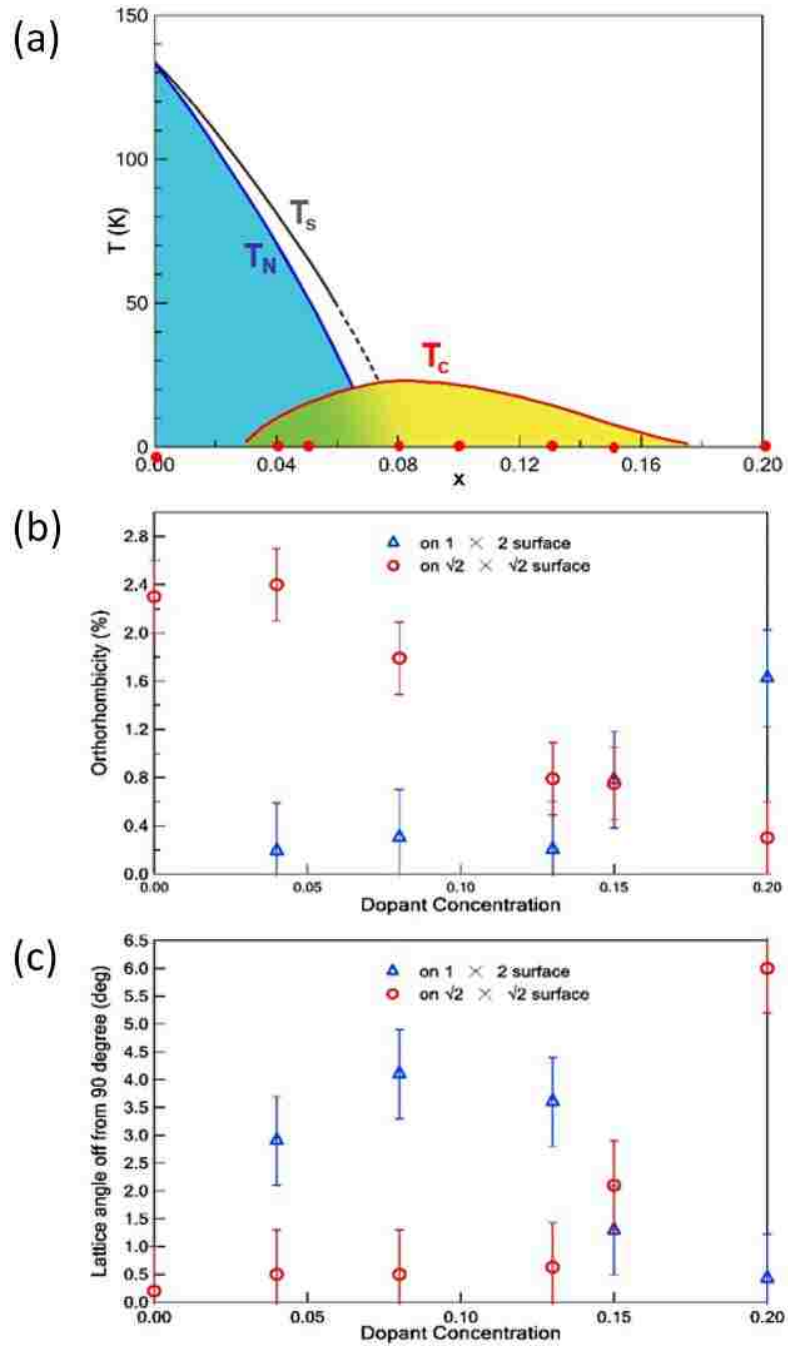 (a)
150
100
50
0
T (K)
T_S
T_N
T_C
0.00 0.04 0.08 0.12 0.16 0.20
x
(b)
2.8
2.4
2.0
1.6
1.2
0.8
0.4
0.0
Orthorhombicity (%)
on 1 × 2 surface
on √2 × √2 surface
0.00 0.05 0.10 0.15 0.20
Dopant Concentration
(c)
6.5
6.0
5.5
5.0
4.5
4.0
3.5
3.0
2.5
2.0
1.5
1.0
0.5
0.0
Lattice angle off from 90 degree (deg)
on 1 × 2 surface
on √2 × √2 surface
0.00 0.05 0.10 0.15 0.20
Dopant Concentration